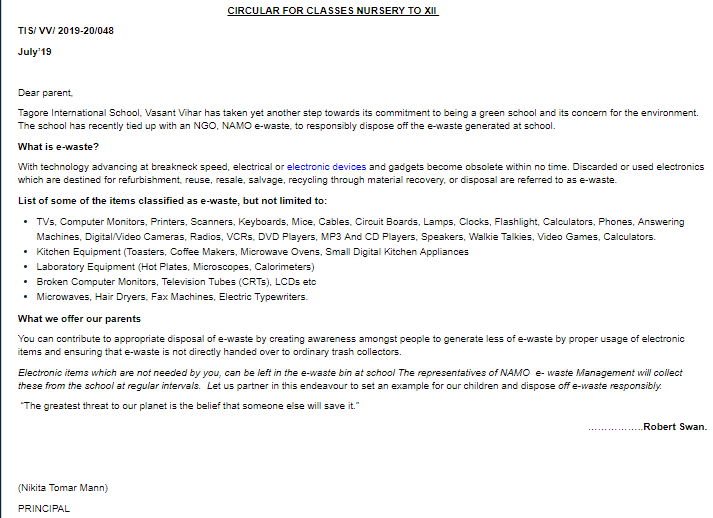 CIRCULAR FOR CLASSES NURSERY TO XII
TIS/ VV/ 2019-20/048
July'19
Dear parent,
Tagore International School, Vasant Vihar has taken yet another step towards its commitment to being a green school and its concern for the environment.
The school has recently tied up with an NGO, NAMO e-waste, to responsibly dispose off the e-waste generated at school.
What is e-waste?
With technology advancing at breakneck speed, electrical or electronic devices and gadgets become obsolete within no time. Discarded or used electronics
which are destined for refurbishment, reuse, resale, salvage, recycling through material recovery, or disposal are referred to as e-waste.
List of some of the items classified as e-waste, but not limited to:
• TVs, Computer Monitors, Printers, Scanners, Keyboards, Mice, Cables, Circuit Boards, Lamps, Clocks, Flashlight, Calculators, Phones, Answering
Machines, Digital/Video Cameras, Radios, VCRs, DVD Players, MP3 And CD Players, Speakers, Walkie Talkies, Video Games, Calculators.
• Kitchen Equipment (Toasters, Coffee Makers, Microwave Ovens, Small Digital Kitchen Appliances
• Laboratory Equipment (Hot Plates, Microscopes, Calorimeters)
• Broken Computer Monitors, Television Tubes (CRTs), LCDs etc
• Microwaves, Hair Dryers, Fax Machines, Electric Typewriters.
What we offer our parents
You can contribute to appropriate disposal of e-waste by creating awareness amongst people to generate less of e-waste by proper usage of electronic
items and ensuring that e-waste is not directly handed over to ordinary trash collectors.
Electronic items which are not needed by you, can be left in the e-waste bin at school The representatives of NAMO e- waste Management will collect
these from the school at regular intervals. Let us partner in this endeavour to set an example for our children and dispose off e-waste responsibly.
"The greatest threat to our planet is the belief that someone else will save it."
……………..Robert Swan.
(Nikita Tomar Mann)
PRINCIPAL